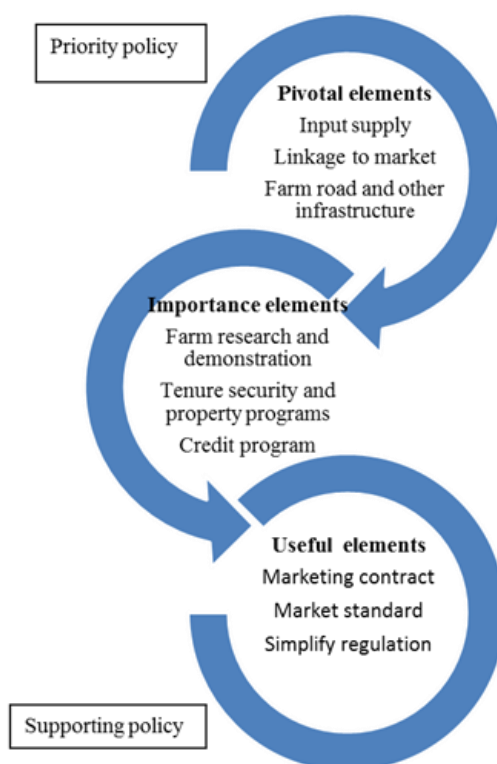 Priority policy
Pivotal elements
Input supply
Linkage to market
Farm road and other
infrastructure
Importance elements
Farm research and
demonstration
Tenure security and
property programs
Credit program
Useful elements
Marketing contract
Market standard
Simplify regulation
Supporting policy